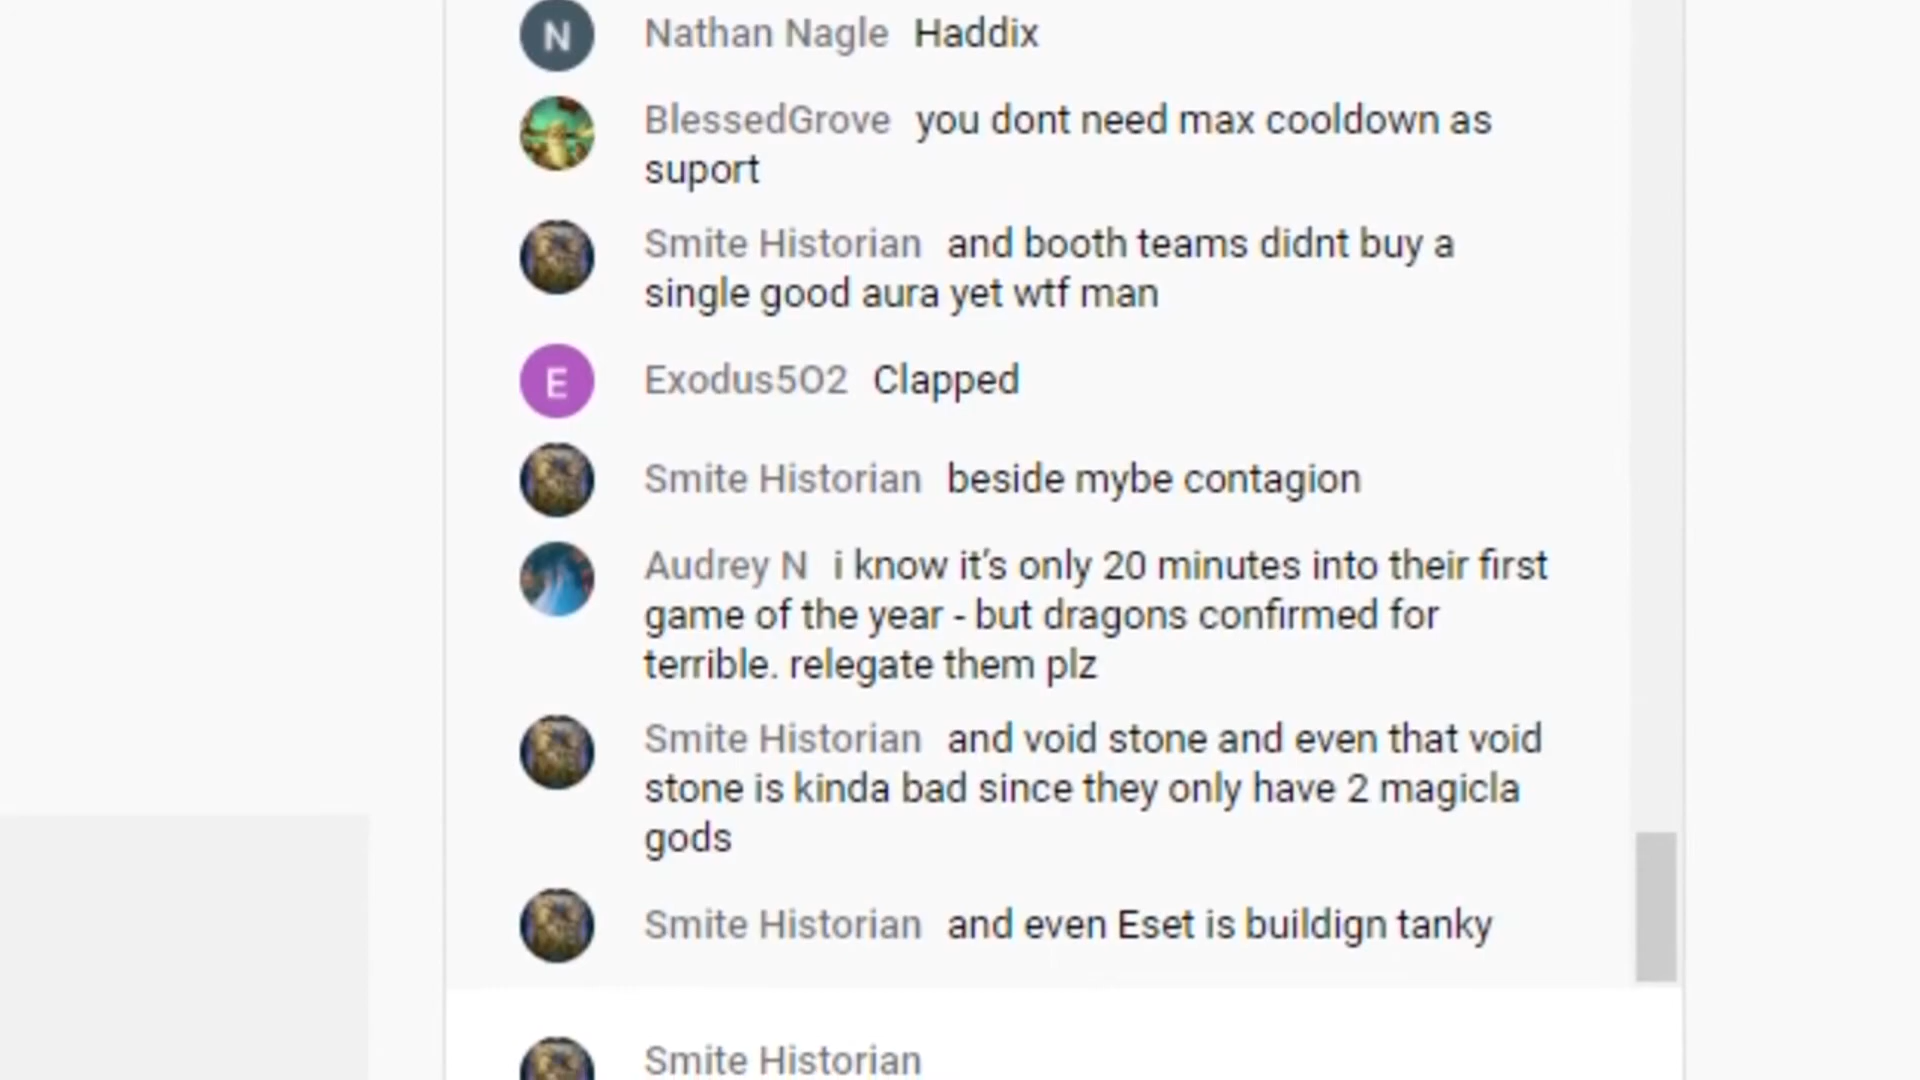 N Nathan Nagle Haddix
BlessedGrove you dont need max cooldown as
suport
Smite Historian and booth teams didnt buy a
single good aura yet wtf man
E Exodus502 Clapped
Smite Historian beside mybe contagion
Audrey N i know it's only 20 minutes into their first
game of the year - but dragons confirmed for
terrible. relegate them plz
Smite Historian and void stone and even that void
stone is kinda bad since they only have 2 magicla
gods
Smite Historian and even Eset is buildign tanky
Smite Historian